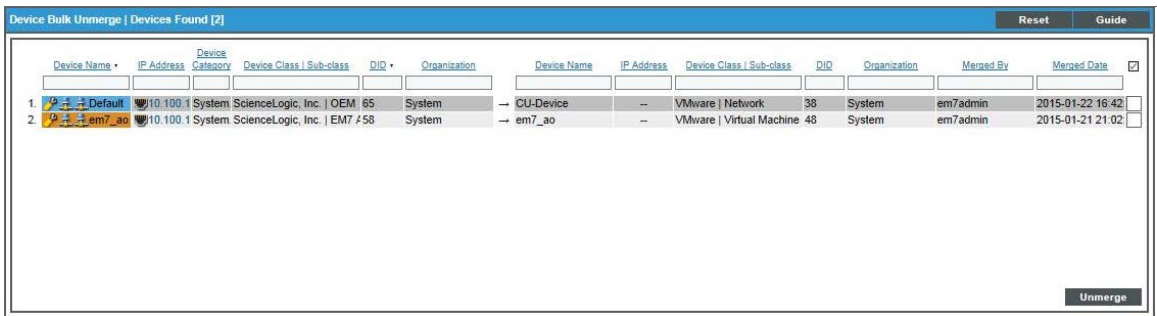 Device Bulk Unmerge | Devices Found [2] Reset Guide
Device Name • IP Address Device Category Device Class | Sub-class DID • Organization Device Name IP Address Device Class | Sub-class DID Organization Merged By Merged Date
1. Default 10.100.1 System ScienceLogic, Inc. | OEM 65 System → CU-Device -- VMware | Network 38 System em7admin 2015-01-22 16:42
2. em7_ao 10.100.1 System ScienceLogic, Inc. | EM7 58 System → em7_ao -- VMware | Virtual Machine 48 System em7admin 2015-01-21 21:02
Unmerge